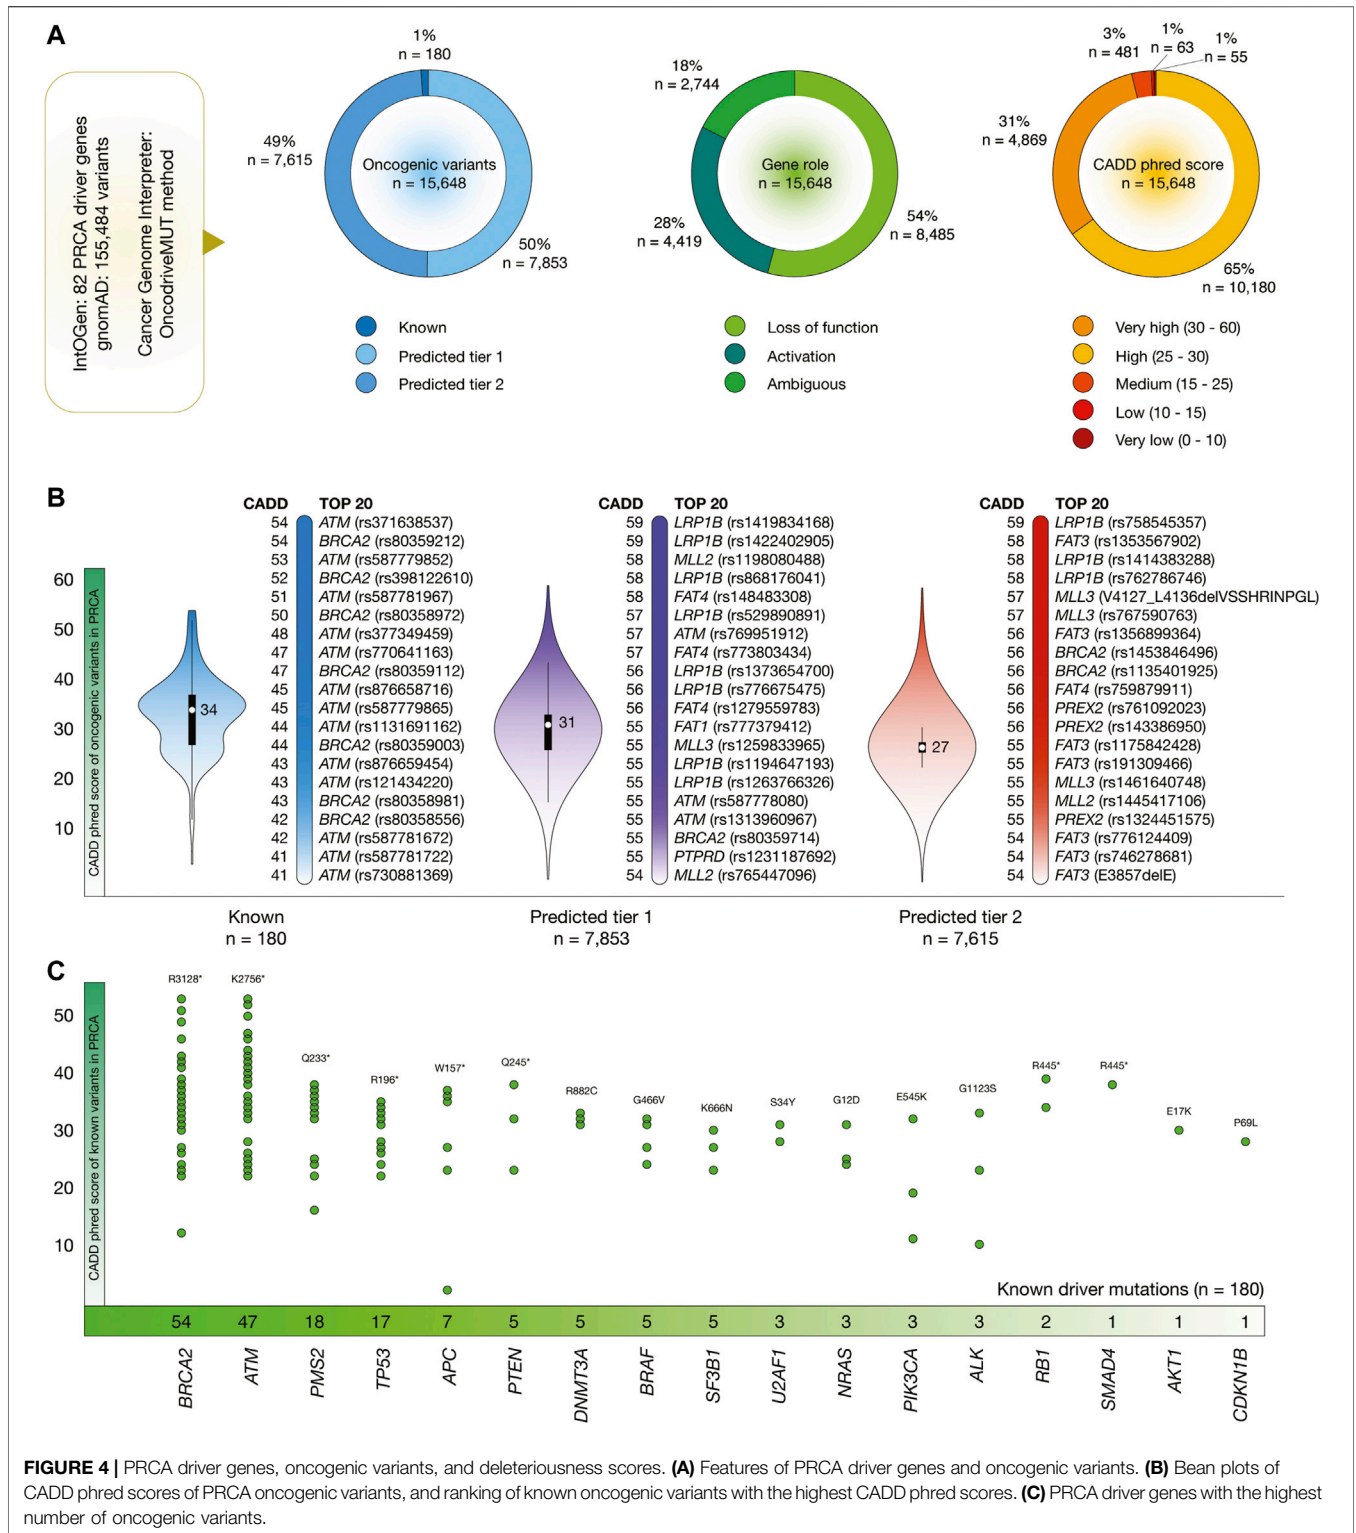 A
IntOGen: 82 PRCA driver genes
gnomAD: 155,484 variants
Cancer Genome Interpreter:
OncodriveMUT method
1%
n = 180
49%
n = 7,615
Oncogenic variants
n = 15,648
50%
n = 7,853
Known
Predicted tier 1
Predicted tier 2
18%
n = 2,744
Gene role
n = 15,648
28%
n = 4,419
54%
n = 8,485
Loss of function
Activation
Ambiguous
3%
n = 481
1%
n = 63
1%
n = 55
31%
n = 4,869
CADD phred score
n = 15,648
65%
n = 10,180
Very high (30 - 60)
High (25 - 30)
Medium (15 - 25)
Low (10 - 15)
Very low (0 - 10)
B
CADD phred score of oncogenic variants in PRCA
60
50
40
30
20
10
34
CADD TOP 20
54 ATM (rs371638537)
54 BRCA2 (rs80359212)
53 ATM (rs587779852)
52 BRCA2 (rs398122610)
51 ATM (rs587781967)
50 BRCA2 (rs80358972)
48 ATM (rs377349459)
47 ATM (rs770641163)
47 BRCA2 (rs80359112)
45 ATM (rs876658716)
45 ATM (rs587779865)
44 ATM (rs1131691162)
44 BRCA2 (rs80359003)
43 ATM (rs876659454)
43 ATM (rs121434220)
43 BRCA2 (rs80358981)
42 BRCA2 (rs80358556)
42 ATM (rs587781672)
41 ATM (rs587781722)
41 ATM (rs730881369)
Known
n = 180
31
CADD TOP 20
59 LRP1B (rs1419834168)
59 LRP1B (rs1422402905)
58 MLL2 (rs1198080488)
58 LRP1B (rs868176041)
58 FAT4 (rs148483308)
57 LRP1B (rs529890891)
57 ATM (rs769951912)
57 FAT4 (rs773803434)
56 LRP1B (rs1373654700)
56 LRP1B (rs776675475)
56 FAT4 (rs1279559783)
55 FAT1 (rs777379412)
55 MLL3 (rs1259833965)
55 LRP1B (rs1194647193)
55 LRP1B (rs1263766326)
55 ATM (rs587778080)
55 ATM (rs1313960967)
55 BRCA2 (rs80359714)
55 PTPRD (rs1231187692)
54 MLL2 (rs765447096)
Predicted tier 1
n = 7,853
27
CADD TOP 20
59 LRP1B (rs758545357)
58 FAT3 (rs1353567902)
58 LRP1B (rs1414383288)
58 LRP1B (rs762786746)
57 MLL3 (V4127_L4136delVSSHRINPGL)
57 MLL3 (rs767590763)
56 FAT3 (rs1356899364)
56 BRCA2 (rs1453846496)
56 BRCA2 (rs1135401925)
56 FAT4 (rs759879911)
56 PREX2 (rs761092023)
56 PREX2 (rs143386950)
55 FAT3 (rs1175842428)
55 FAT3 (rs191309466)
55 MLL3 (rs1461640748)
55 MLL2 (rs1445417106)
55 PREX2 (rs1324451575)
54 FAT3 (rs776124409)
54 FAT3 (rs746278681)
54 FAT3 (E3857delE)
Predicted tier 2
n = 7,615
C
CADD phred score of known variants in PRCA
50
40
30
20
10
R3128*
K2756*
Q233*
R196*
W157*
Q245*
R882C
G466V
K666N
S34Y
G12D
E545K
G1123S
R445*
R445*
E17K
P69L
Known driver mutations (n = 180)
54 47 18 17 7 5 5 5 5 3 3 3 3 2 1 1 1
BRCA2 ATM PMS2 TP53 APC PTEN DNMT3A BRAF SF3B1 U2AF1 NRAS PIK3CA ALK RB1 SMAD4 AKT1 CDKN1B
FIGURE 4 | PRCA driver genes, oncogenic variants, and deleteriousness scores. (A) Features of PRCA driver genes and oncogenic variants. (B) Bean plots of
CADD phred scores of PRCA oncogenic variants, and ranking of known oncogenic variants with the highest CADD phred scores. (C) PRCA driver genes with the highest
number of oncogenic variants.